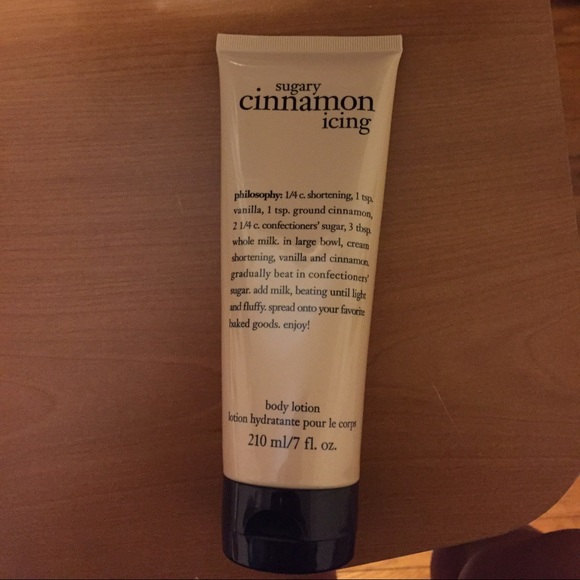 sugary
cinnamon
icing
philosophy: 1/4 c. shortening, 1 tsp.
vanilla, 1 tsp. ground cinnamon,
2 1/4 c. confectioners' sugar, 3 tbsp.
whole milk. in large bowl, cream
shortening, vanilla and cinnamon.
gradually beat in confectioners'
sugar. add milk, beating until light
and fluffy. spread onto your favorite
baked goods. enjoy!
body lotion
lotion hydratante pour le corps
210 ml/7 fl. oz.